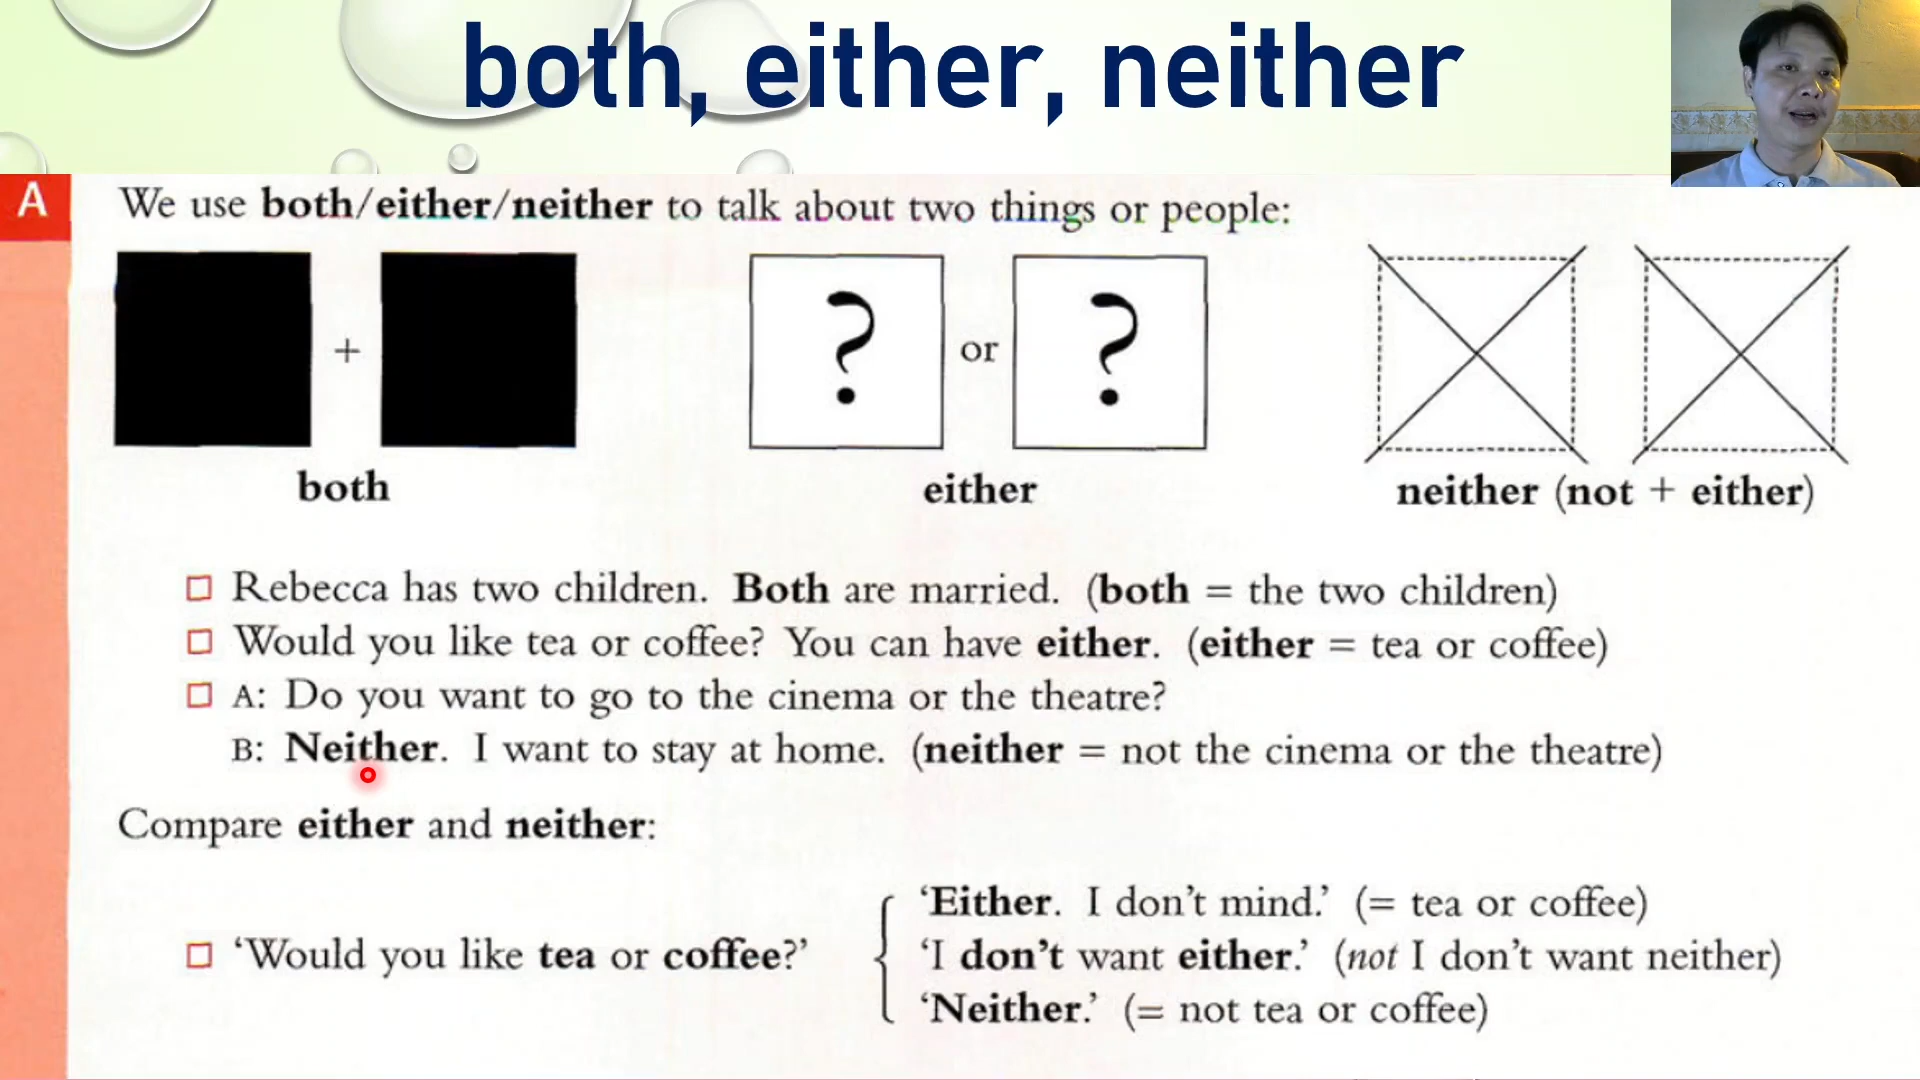 both, either, neither
A We use both/either/neither to talk about two things or people:
+ ? or ?
both either neither (not + either)
Rebecca has two children. Both are married. (both = the two children)
Would you like tea or coffee? You can have either. (either = tea or coffee)
A: Do you want to go to the cinema or the theatre?
B: Neither. I want to stay at home. (neither = not the cinema or the theatre)
Compare either and neither:
‘Either. I don’t mind.’ (= tea or coffee)
‘Would you like tea or coffee?’ ‘I don’t want either.’ (not I don’t want neither)
‘Neither.’ (= not tea or coffee)